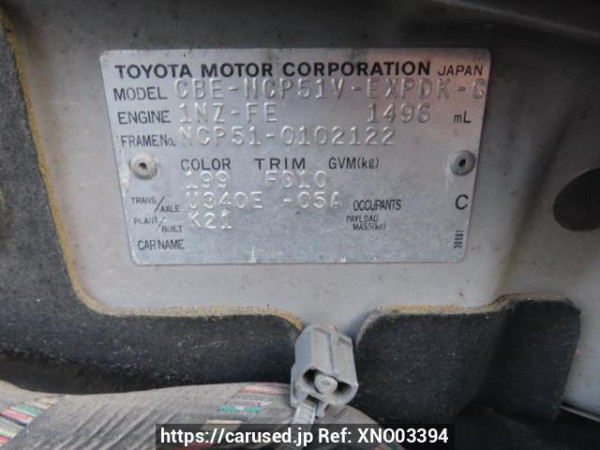 TOYOTA MOTOR CORPORATION JAPAN
MODEL CBE-NCP51V-EXPDK-G
ENGINE 1NZ-FE 1496 mL
FRAME No. NCP51-0102122
COLOR TRIM GVM(kg)
199 FG10
TRANS/AXLE U340E -05A OCCUPANTS C
PLANT/BUILT K21 PAYLOAD MASS(kg)
CAR NAME
https://carused.jp Ref: XNO03394